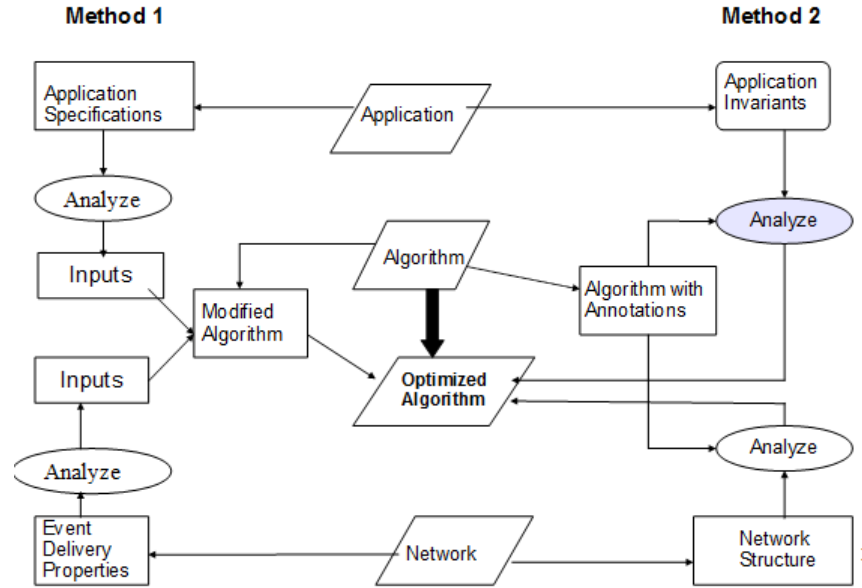 Method 1
Method 2
Application
Specifications
Application
Application
Invariants
Analyze
Analyze
Inputs
Algorithm
Modified
Algorithm
Algorithm with
Annotations
Inputs
Optimized
Algorithm
Analyze
Analyze
Event
Delivery
Properties
Network
Network
Structure